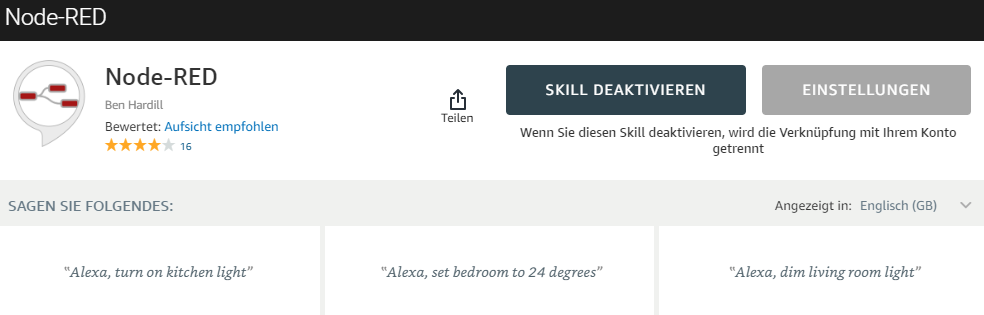 Node-RED
Node-RED
Ben Hardill
Bewertet: Aufsicht empfohlen
16
Teilen
SKILL DEAKTIVIEREN
EINSTELLUNGEN
Wenn Sie diesen Skill deaktivieren, wird die Verknüpfung mit Ihrem Konto
getrennt
SAGEN SIE FOLGENDES:
Angezeigt in: Englisch (GB)
"Alexa, turn on kitchen light"
"Alexa, set bedroom to 24 degrees"
"Alexa, dim living room light"